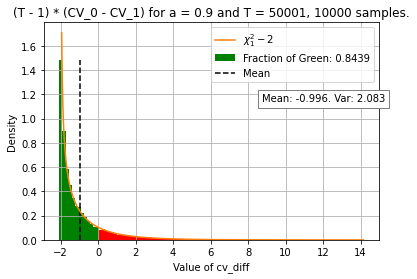 (T - 1) * (CV_0 - CV_1) for a = 0.9 and T = 50001, 10000 samples.
χ²₁ − 2
Fraction of Green: 0.8439
Mean
Mean: -0.996. Var: 2.083
Density
1.6
1.4
1.2
1.0
0.8
0.6
0.4
0.2
0.0
−2 0 2 4 6 8 10 12 14
Value of cv_diff